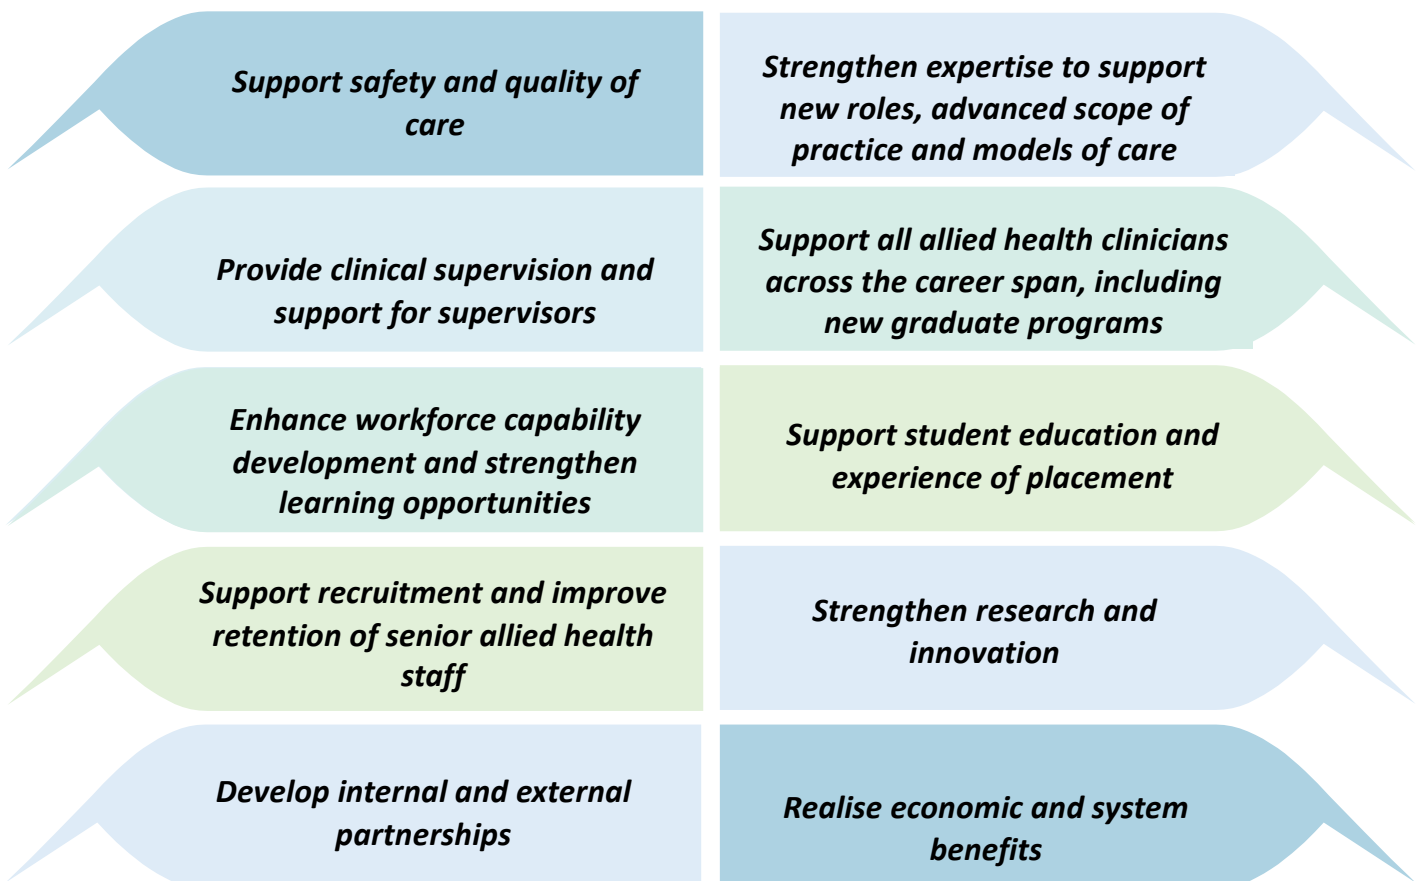 Support safety and quality of
care
Strengthen expertise to support
new roles, advanced scope of
practice and models of care
Provide clinical supervision and
support for supervisors
Support all allied health clinicians
across the career span, including
new graduate programs
Enhance workforce capability
development and strengthen
learning opportunities
Support student education and
experience of placement
Support recruitment and improve
retention of senior allied health
staff
Strengthen research and
innovation
Develop internal and external
partnerships
Realise economic and system
benefits